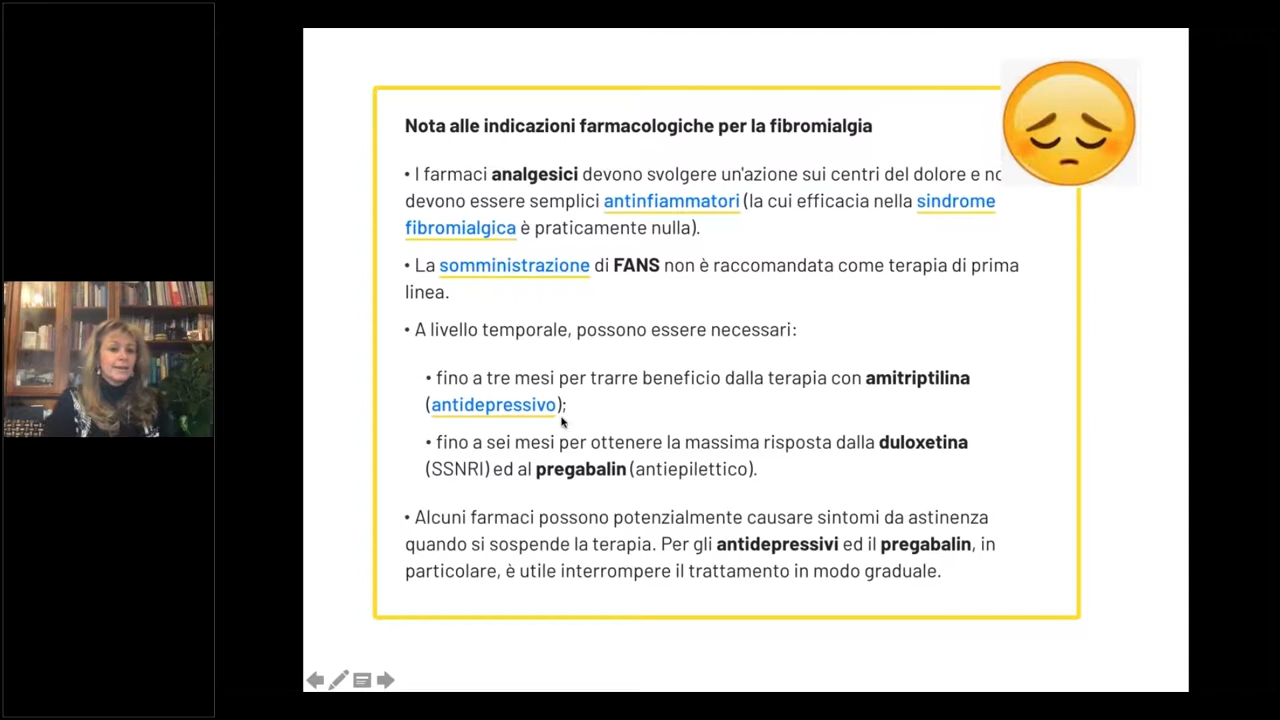 Nota alle indicazioni farmacologiche per la fibromialgia
• I farmaci analgesici devono svolgere un'azione sui centri del dolore e
devono essere semplici antinfiammatori (la cui efficacia nella sindrome
fibromialgica è praticamente nulla).
• La somministrazione di FANS non è raccomandata come terapia di prima
linea.
• A livello temporale, possono essere necessari:
• fino a tre mesi per trarre beneficio dalla terapia con amitriptilina
(antidepressivo);
• fino a sei mesi per ottenere la massima risposta dalla duloxetina
(SSNRI) ed al pregabalin (antiepilettico).
• Alcuni farmaci possono potenzialmente causare sintomi da astinenza
quando si sospende la terapia. Per gli antidepressivi ed il pregabalin, in
particolare, è utile interrompere il trattamento in modo graduale.